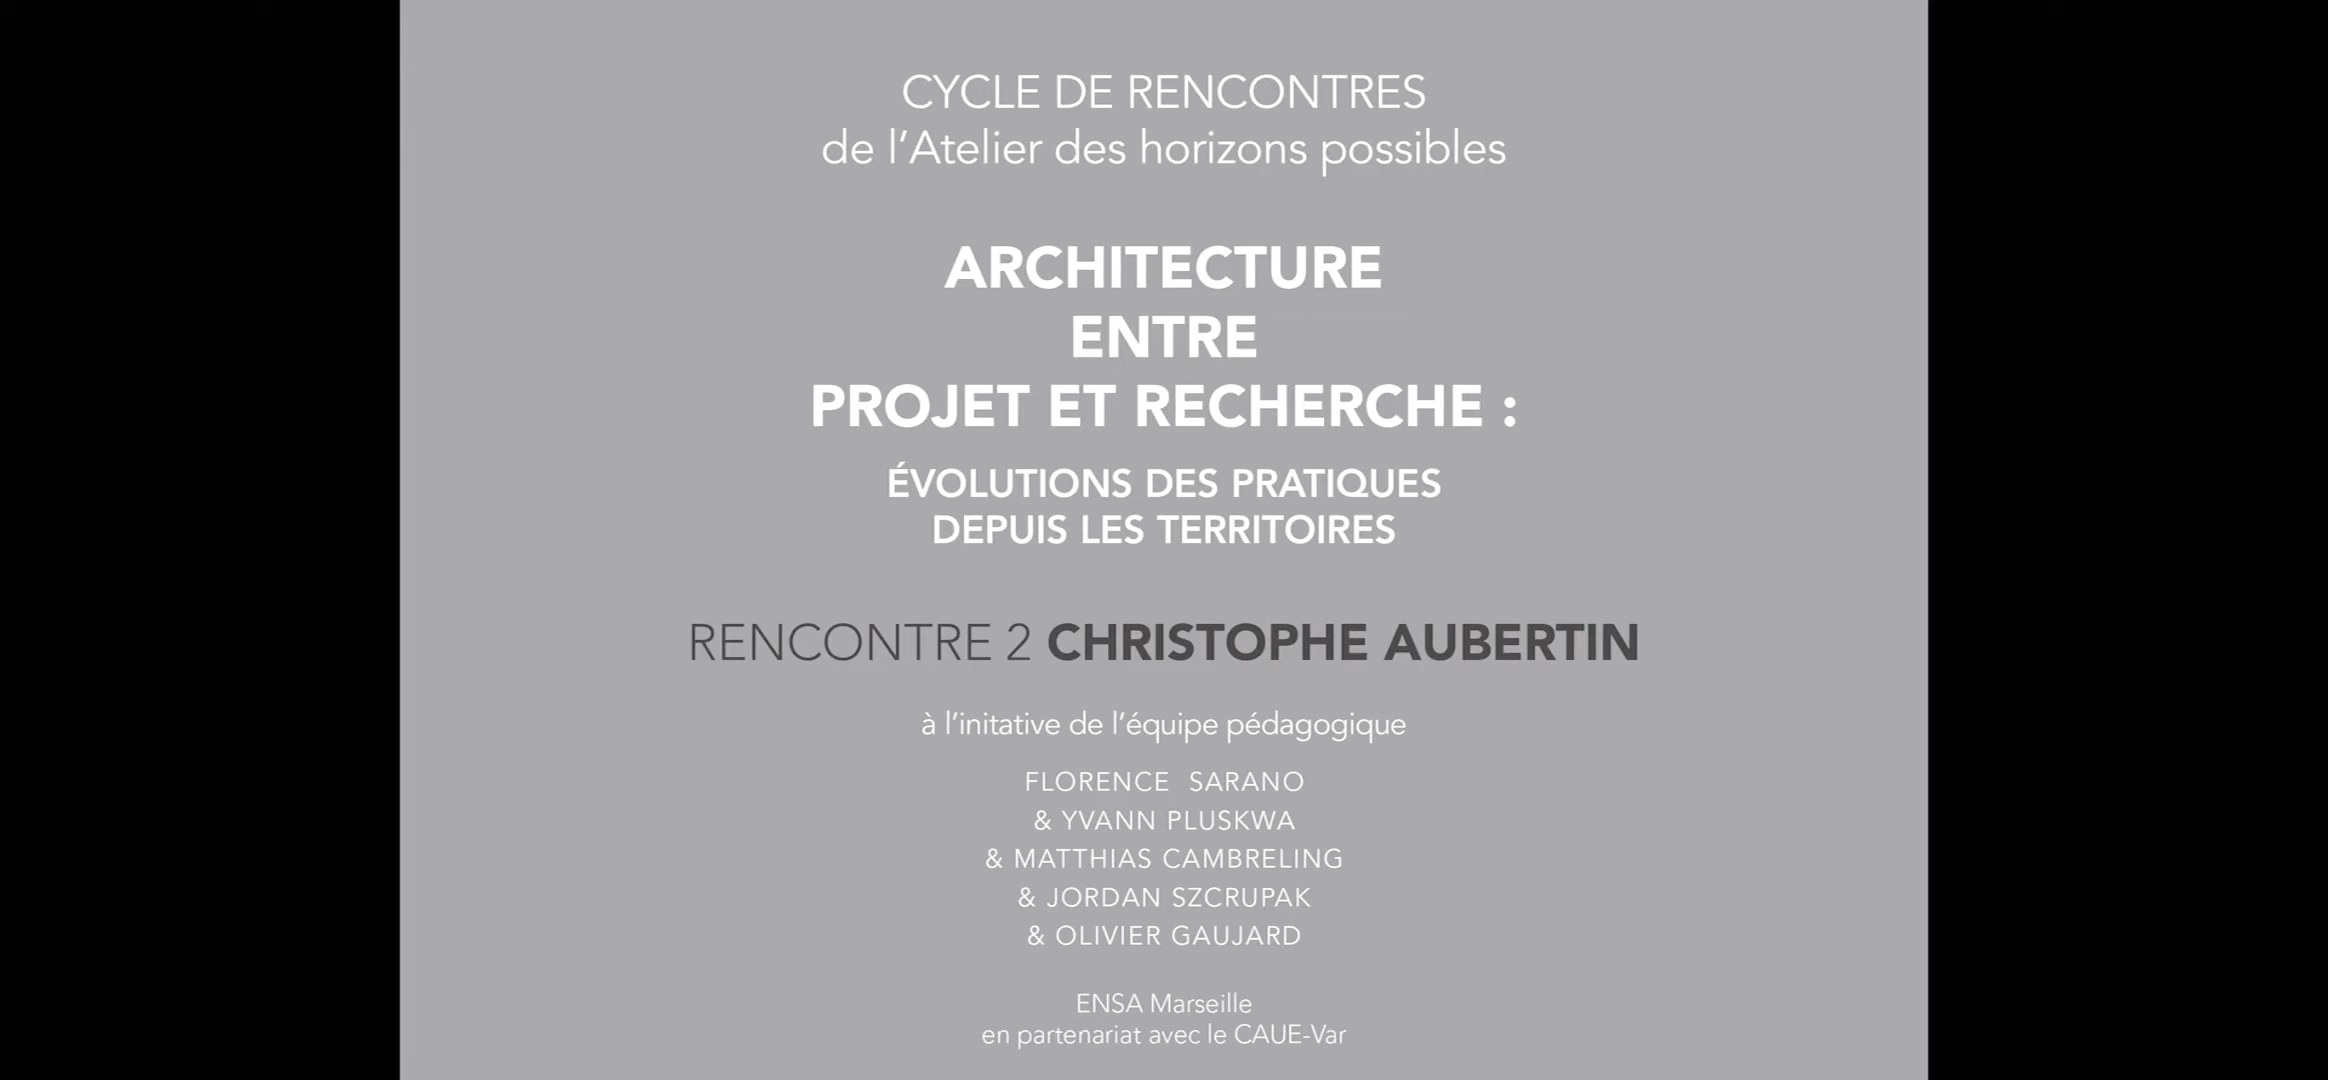 CYCLE DE RENCONTRES
de l’Atelier des horizons possibles
ARCHITECTURE
ENTRE
PROJET ET RECHERCHE :
ÉVOLUTIONS DES PRATIQUES
DEPUIS LES TERRITOIRES
RENCONTRE 2 CHRISTOPHE AUBERTIN
à l’initative de l’équipe pédagogique
FLORENCE SARANO
& YVANN PLUSKWA
& MATTHIAS CAMBRELING
& JORDAN SZCRUPAK
& OLIVIER GAUJARD
ENSA Marseille
en partenariat avec le CAUE-Var